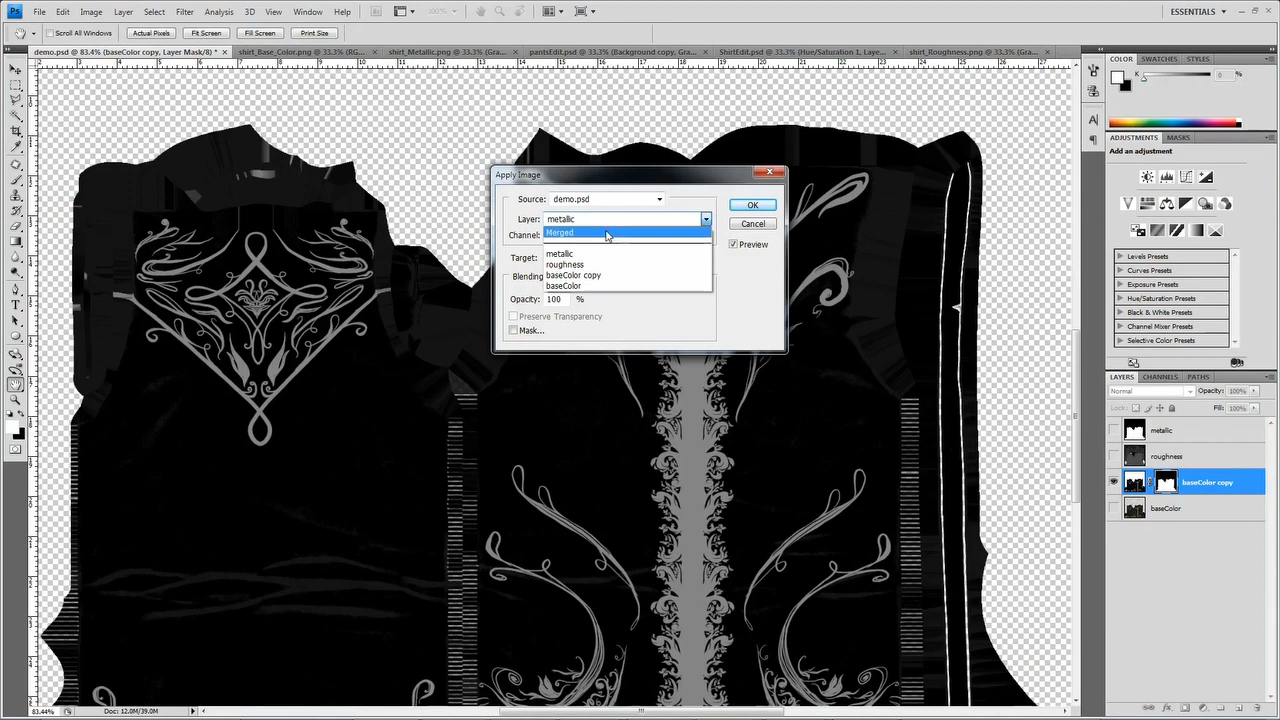 Ps File Edit Image Layer Select Filter Analysis 3D View Window Help 100% ESSENTIALS
Scroll All Windows Actual Pixels Fit Screen Fill Screen Print Size
demo.psd @ 83.4% (baseColor copy, Layer Mask/8) * × shirt_Base_Color.png @ 33.3% (RG... × shirt_Metallic.png @ 33.3% (Gra... × pantsEdit.psd @ 33.3% (Background copy, Gra... × ShirtEdit.psd @ 33.3% (Hue/Saturation 1, Laye... × shirt_Roughness.png @ 33.3% (Gra... ×
COLOR SWATCHES STYLES
K 0 %
ADJUSTMENTS MASKS
Add an adjustment
Levels Presets
Curves Presets
Exposure Presets
Hue/Saturation Presets
Black & White Presets
Channel Mixer Presets
Selective Color Presets
Apply Image
Source: demo.psd
OK
Layer: metallic
Cancel
Channel: Merged
Preview
metallic
Target:
roughness
baseColor copy
Blending
baseColor
Opacity: 100 %
Preserve Transparency
Mask...
LAYERS CHANNELS PATHS
Normal Opacity: 100%
Lock: Fill: 100%
metallic
roughness
baseColor copy
baseColor
83.44% Doc: 12.0M/39.0M